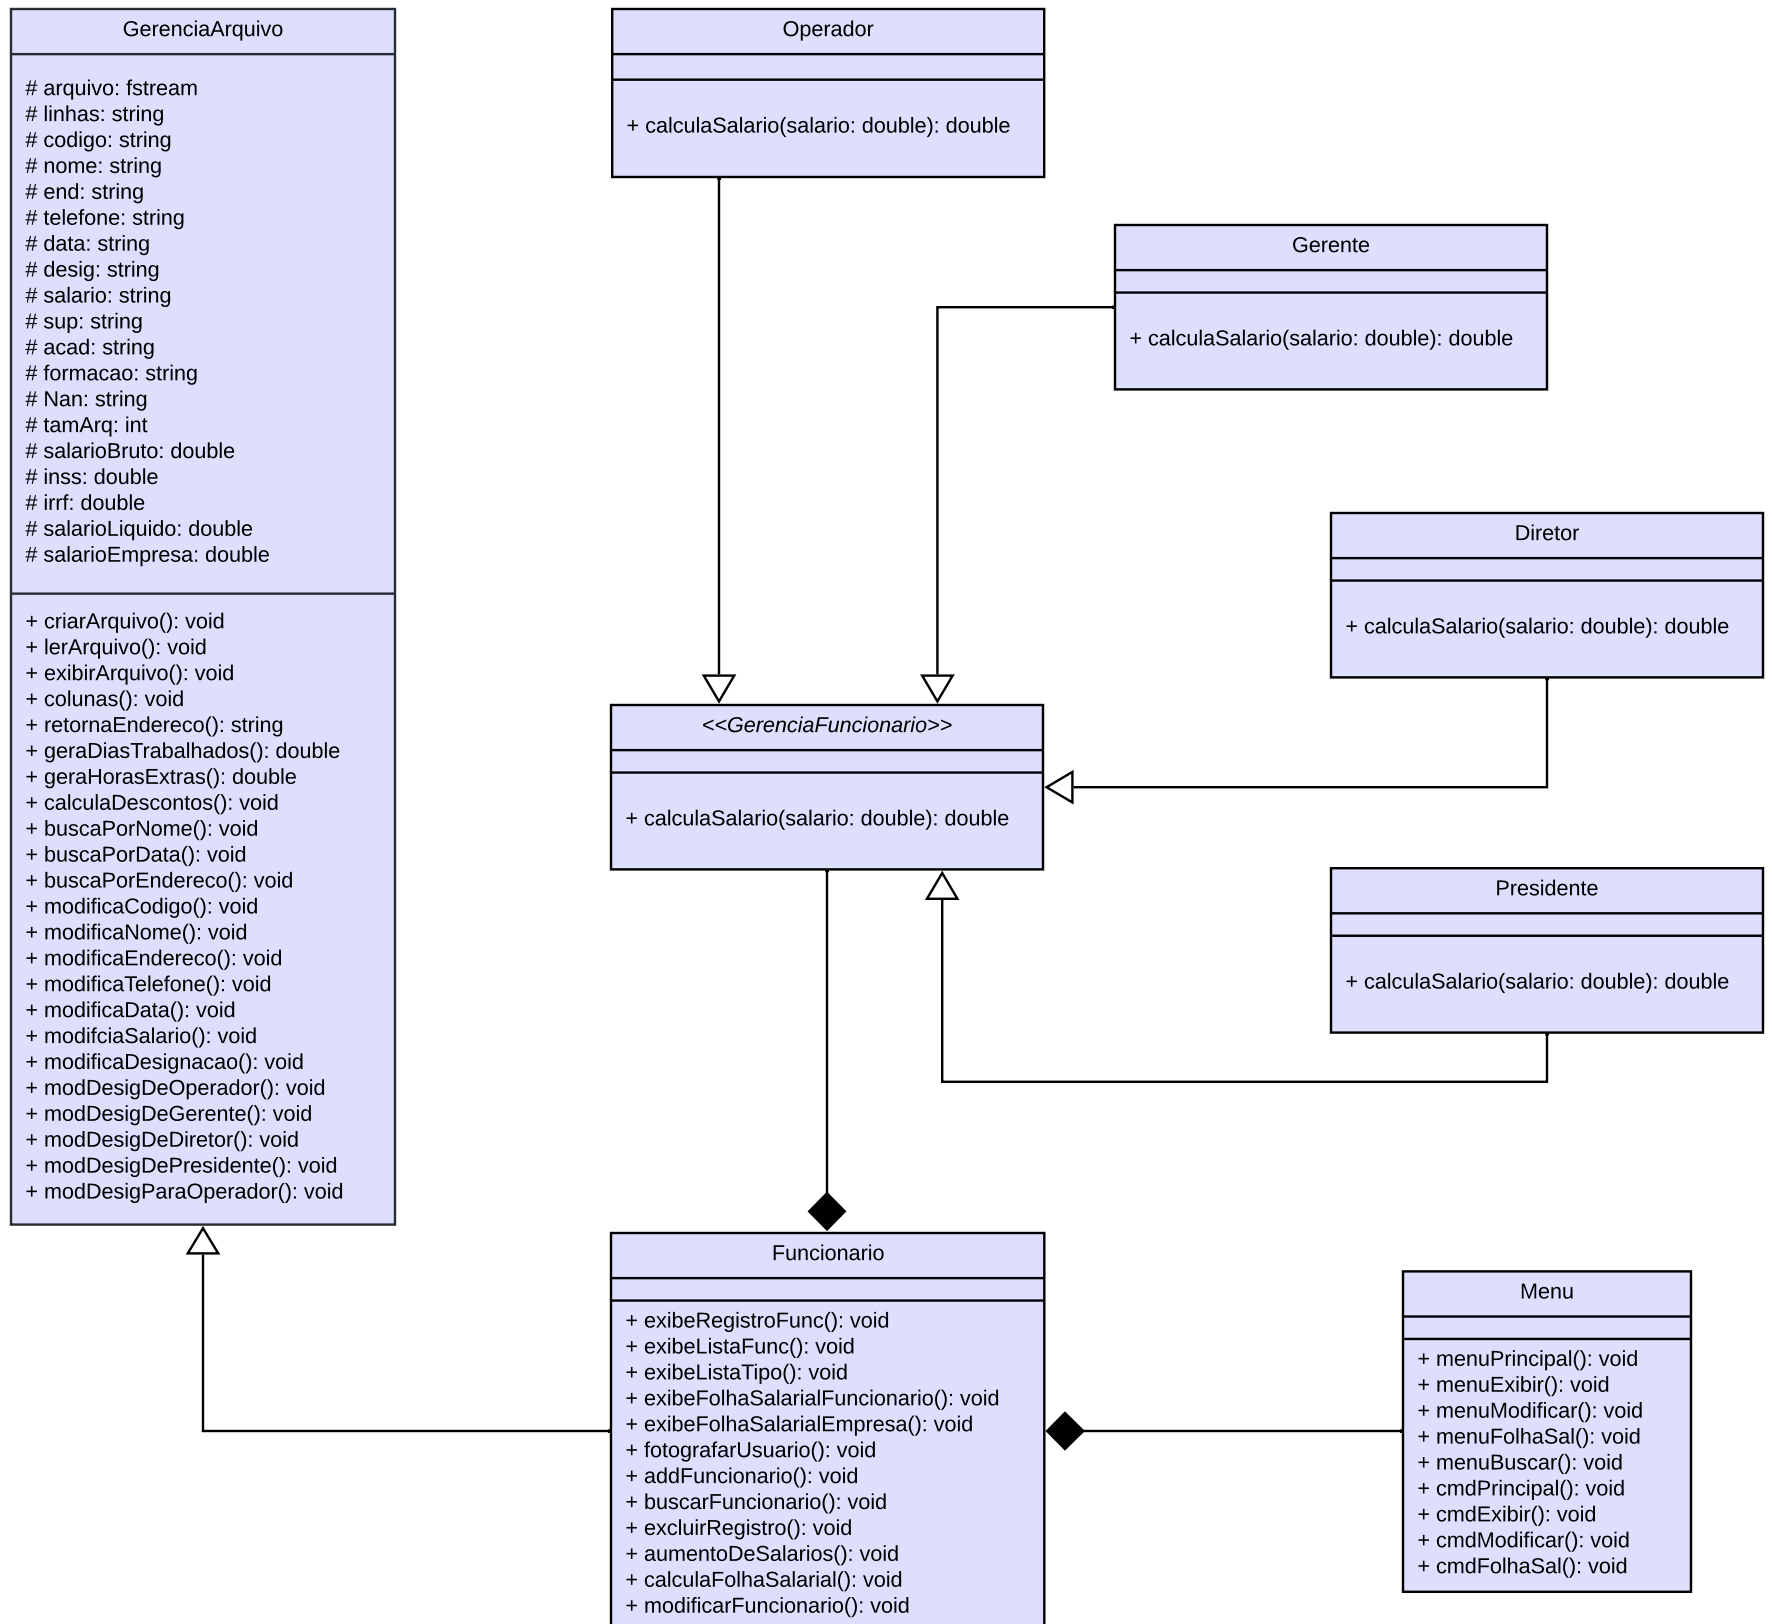 GerenciaArquivo
# arquivo: fstream
# linhas: string
# codigo: string
# nome: string
# end: string
# telefone: string
# data: string
# desig: string
# salario: string
# sup: string
# acad: string
# formacao: string
# Nan: string
# tamArq: int
# salarioBruto: double
# inss: double
# irrf: double
# salarioLiquido: double
# salarioEmpresa: double
+ criarArquivo(): void
+ lerArquivo(): void
+ exibirArquivo(): void
+ colunas(): void
+ retornaEndereco(): string
+ geraDiasTrabalhados(): double
+ geraHorasExtras(): double
+ calculaDescontos(): void
+ buscaPorNome(): void
+ buscaPorData(): void
+ buscaPorEndereco(): void
+ modificaCodigo(): void
+ modificaNome(): void
+ modificaEndereco(): void
+ modificaTelefone(): void
+ modificaData(): void
+ modifciaSalario(): void
+ modificaDesignacao(): void
+ modDesigDeOperador(): void
+ modDesigDeGerente(): void
+ modDesigDeDiretor(): void
+ modDesigDePresidente(): void
+ modDesigParaOperador(): void
Operador
+ calculaSalario(salario: double): double
Gerente
+ calculaSalario(salario: double): double
Diretor
+ calculaSalario(salario: double): double
<<GerenciaFuncionario>>
+ calculaSalario(salario: double): double
Presidente
+ calculaSalario(salario: double): double
Funcionario
+ exibeRegistroFunc(): void
+ exibeListaFunc(): void
+ exibeListaTipo(): void
+ exibeFolhaSalarialFuncionario(): void
+ exibeFolhaSalarialEmpresa(): void
+ fotografarUsuario(): void
+ addFuncionario(): void
+ buscarFuncionario(): void
+ excluirRegistro(): void
+ aumentoDeSalarios(): void
+ calculaFolhaSalarial(): void
+ modificarFuncionario(): void
Menu
+ menuPrincipal(): void
+ menuExibir(): void
+ menuModificar(): void
+ menuFolhaSal(): void
+ menuBuscar(): void
+ cmdPrincipal(): void
+ cmdExibir(): void
+ cmdModificar(): void
+ cmdFolhaSal(): void